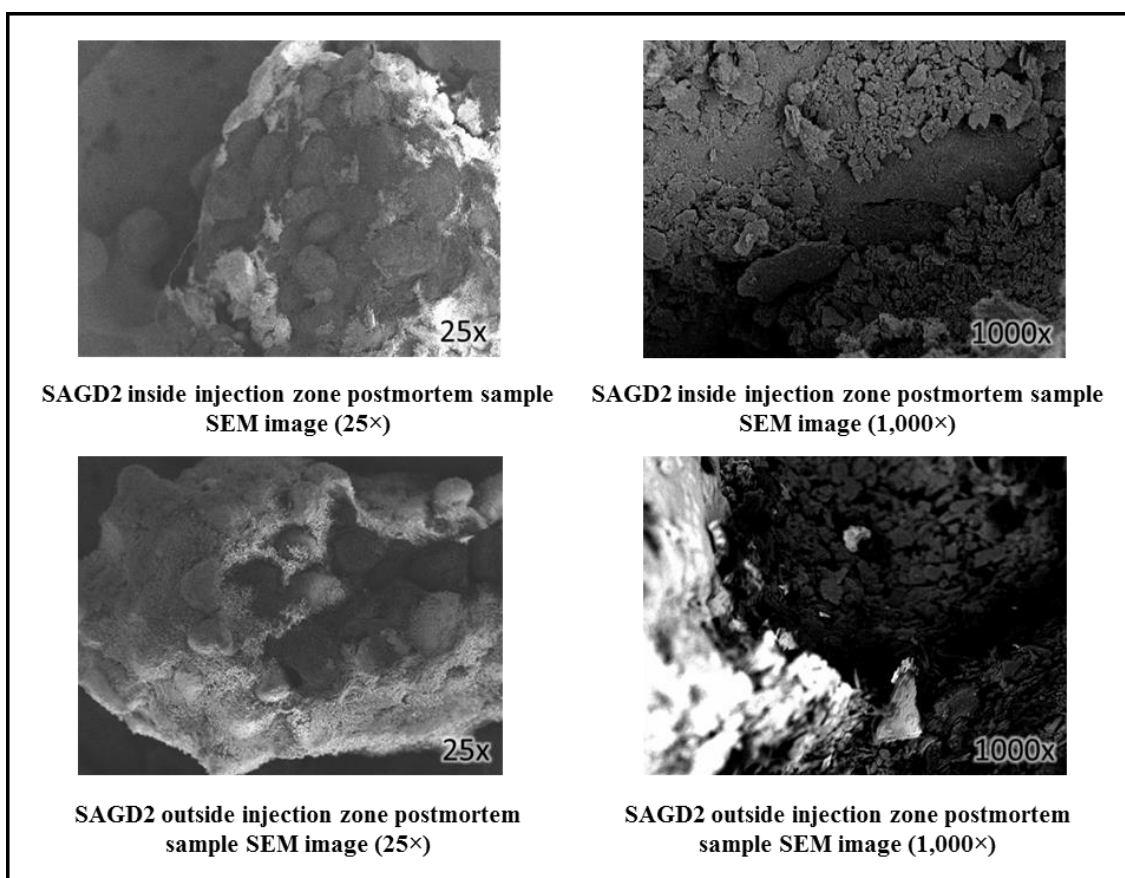 25x
1000x
SAGD2 inside injection zone postmortem sample
SEM image (25×)
SAGD2 inside injection zone postmortem sample
SEM image (1,000×)
25x
1000x
SAGD2 outside injection zone postmortem
sample SEM image (25×)
SAGD2 outside injection zone postmortem
sample SEM image (1,000×)